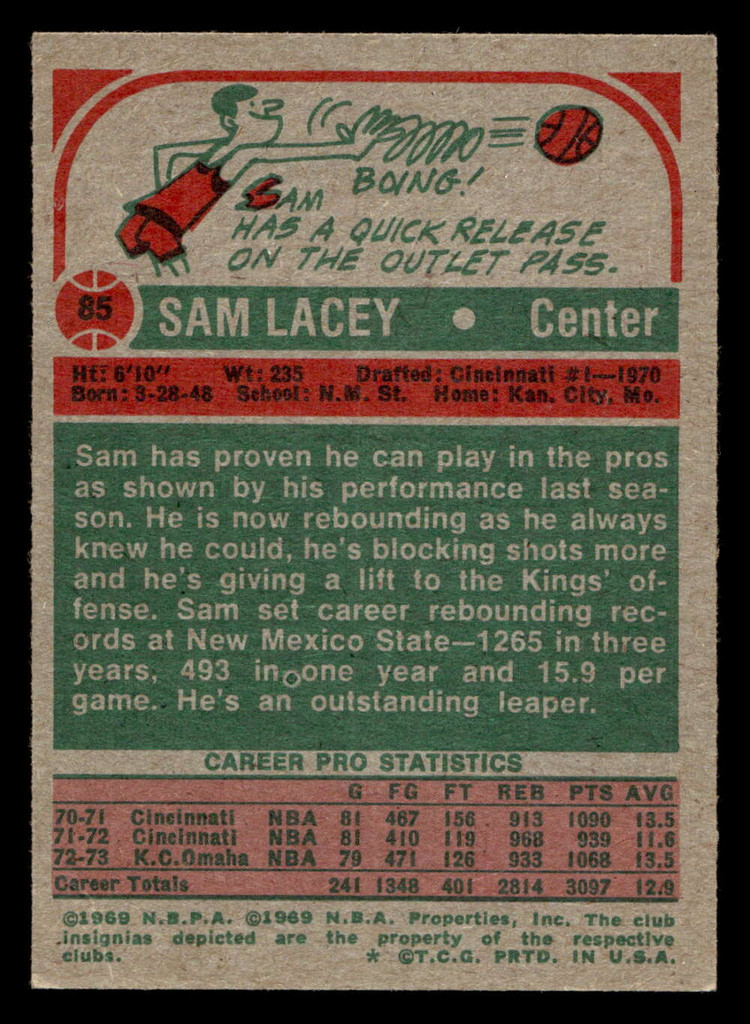 BOING!
SAM
HAS A QUICK RELEASE
ON THE OUTLET PASS.
85 SAM LACEY • Center
Ht: 6'10" Wt: 235 Drafted: Cincinnati #1—1970
Born: 3-28-48 School: N.M. St. Home: Kan. City, Mo.
Sam has proven he can play in the pros
as shown by his performance last sea-
son. He is now rebounding as he always
knew he could, he's blocking shots more
and he's giving a lift to the Kings' of-
fense. Sam set career rebounding rec-
ords at New Mexico State—1265 in three
years, 493 in one year and 15.9 per
game. He's an outstanding leaper.
CAREER PRO STATISTICS
G FG FT REB PTS AVG
70-71 Cincinnati NBA 81 467 156 913 1090 13.5
71-72 Cincinnati NBA 81 410 119 968 939 11.6
72-73 K.C.Omaha NBA 79 471 126 933 1068 13.5
Career Totals 241 1348 401 2814 3097 12.9
©1969 N.B.P.A. ©1969 N.B.A. Properties, Inc. The club
insignias depicted are the property of the respective
clubs. * ©T.C.G. PRTD. IN U.S.A.